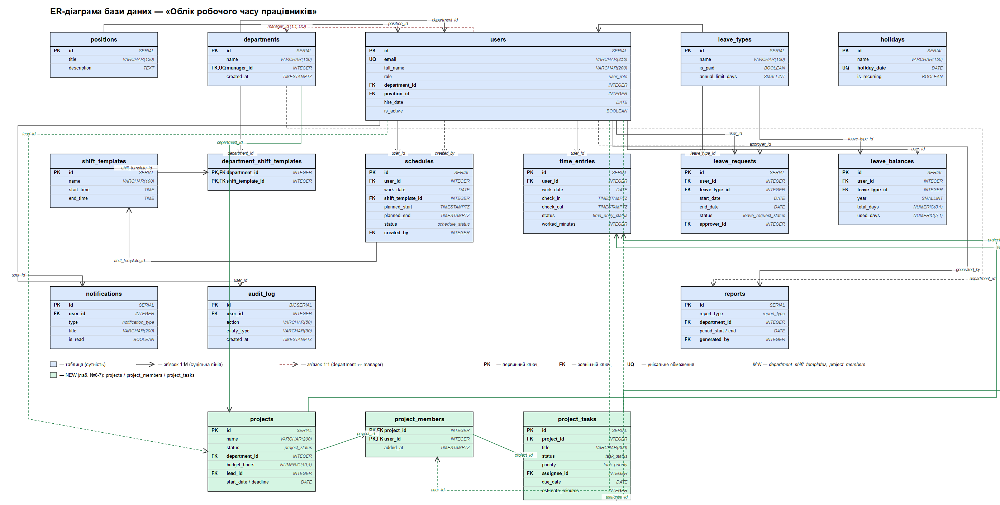 ER-діаграма бази даних — «Облік робочого часу працівників»
department_id
position_id
manager_id (1:1, UQ)
positions
PK id SERIAL
title VARCHAR(120)
description TEXT
departments
PK id SERIAL
name VARCHAR(150)
FK,UQ manager_id INTEGER
created_at TIMESTAMPTZ
users
PK id SERIAL
UQ email VARCHAR(255)
full_name VARCHAR(200)
role user_role
FK department_id INTEGER
FK position_id INTEGER
hire_date DATE
is_active BOOLEAN
leave_types
PK id SERIAL
name VARCHAR(100)
is_paid BOOLEAN
annual_limit_days SMALLINT
holidays
PK id SERIAL
name VARCHAR(150)
UQ holiday_date DATE
is_recurring BOOLEAN
lead_id
user_id
leave_type_id
department_id
approver_id
user_id
department_id
user_id
created_by
user_id
leave_type_id
shift_templates
shift_template_id
PK id SERIAL
name VARCHAR(100)
start_time TIME
end_time TIME
department_shift_templates
PK,FK department_id INTEGER
PK,FK shift_template_id INTEGER
schedules
PK id SERIAL
FK user_id INTEGER
work_date DATE
FK shift_template_id INTEGER
planned_start TIMESTAMPTZ
planned_end TIMESTAMPTZ
status schedule_status
FK created_by INTEGER
time_entries
PK id SERIAL
FK user_id INTEGER
work_date DATE
check_in TIMESTAMPTZ
check_out TIMESTAMPTZ
status time_entry_status
worked_minutes INTEGER
leave_requests
PK id SERIAL
FK user_id INTEGER
FK leave_type_id INTEGER
start_date DATE
end_date DATE
status leave_request_status
FK approver_id INTEGER
leave_balances
PK id SERIAL
FK user_id INTEGER
FK leave_type_id INTEGER
year SMALLINT
total_days NUMERIC(5,1)
used_days NUMERIC(5,1)
project
ta
shift_template_id
generated_by
user_id
department_id
user_id
notifications
PK id SERIAL
FK user_id INTEGER
type notification_type
title VARCHAR(200)
is_read BOOLEAN
audit_log
PK id BIGSERIAL
FK user_id INTEGER
action VARCHAR(50)
entity_type VARCHAR(50)
created_at TIMESTAMPTZ
reports
PK id SERIAL
report_type report_type
FK department_id INTEGER
period_start / end DATE
FK generated_by INTEGER
— таблиця (сутність) — зв'язок 1:М (суцільна лінія) — зв'язок 1:1 (department ↔ manager) PK — первинний ключ, FK — зовнішній ключ, UQ — унікальне обмеження M:N — department_shift_templates, project_members
— NEW (лаб. №6-7): projects / project_members / project_tasks
projects
PK id SERIAL
name VARCHAR(200)
status project_status
FK department_id INTEGER
budget_hours NUMERIC(10,1)
FK lead_id INTEGER
start_date / deadline DATE
project_members
PK,FK project_id INTEGER
project_id
PK,FK user_id INTEGER
added_at TIMESTAMPTZ
user_id
project_tasks
PK id SERIAL
FK project_id INTEGER
title VARCHAR(300)
project_id
status task_status
priority task_priority
FK assignee_id INTEGER
due_date DATE
estimate_minutes INTEGER
assignee_id